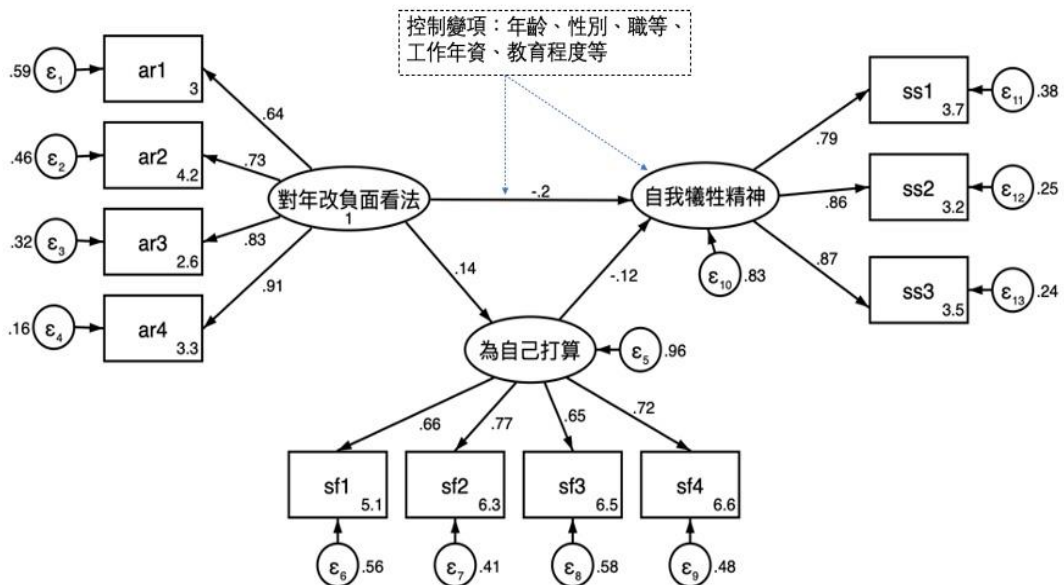 控制變項：年齡、性別、職等、
工作年資、教育程度等
.59 ε1 ar1 3
.64
.46 ε2 ar2 4.2
.73
.32 ε3 ar3 2.6
.83
.16 ε4 ar4 3.3
.91
對年改負面看法
1
-.2
自我犧牲精神
ε10 .83
.79
ss1 3.7 ε11 .38
.86
ss2 3.2 ε12 .25
.87
ss3 3.5 ε13 .24
.14
-.12
為自己打算
ε5 .96
.66
.77
.65
.72
sf1 5.1
sf2 6.3
sf3 6.5
sf4 6.6
ε6 .56
ε7 .41
ε8 .58
ε9 .48